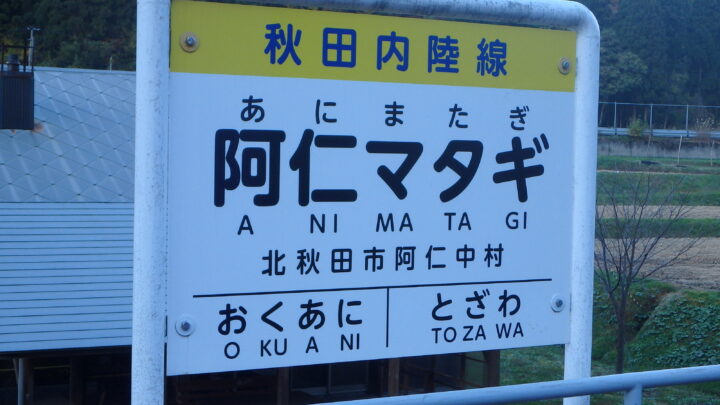 秋田内陸線
あにまたぎ
阿仁マタギ
A NI MA TA GI
北秋田市阿仁中村
おくあに とざわ
O KU A NI TO ZA WA